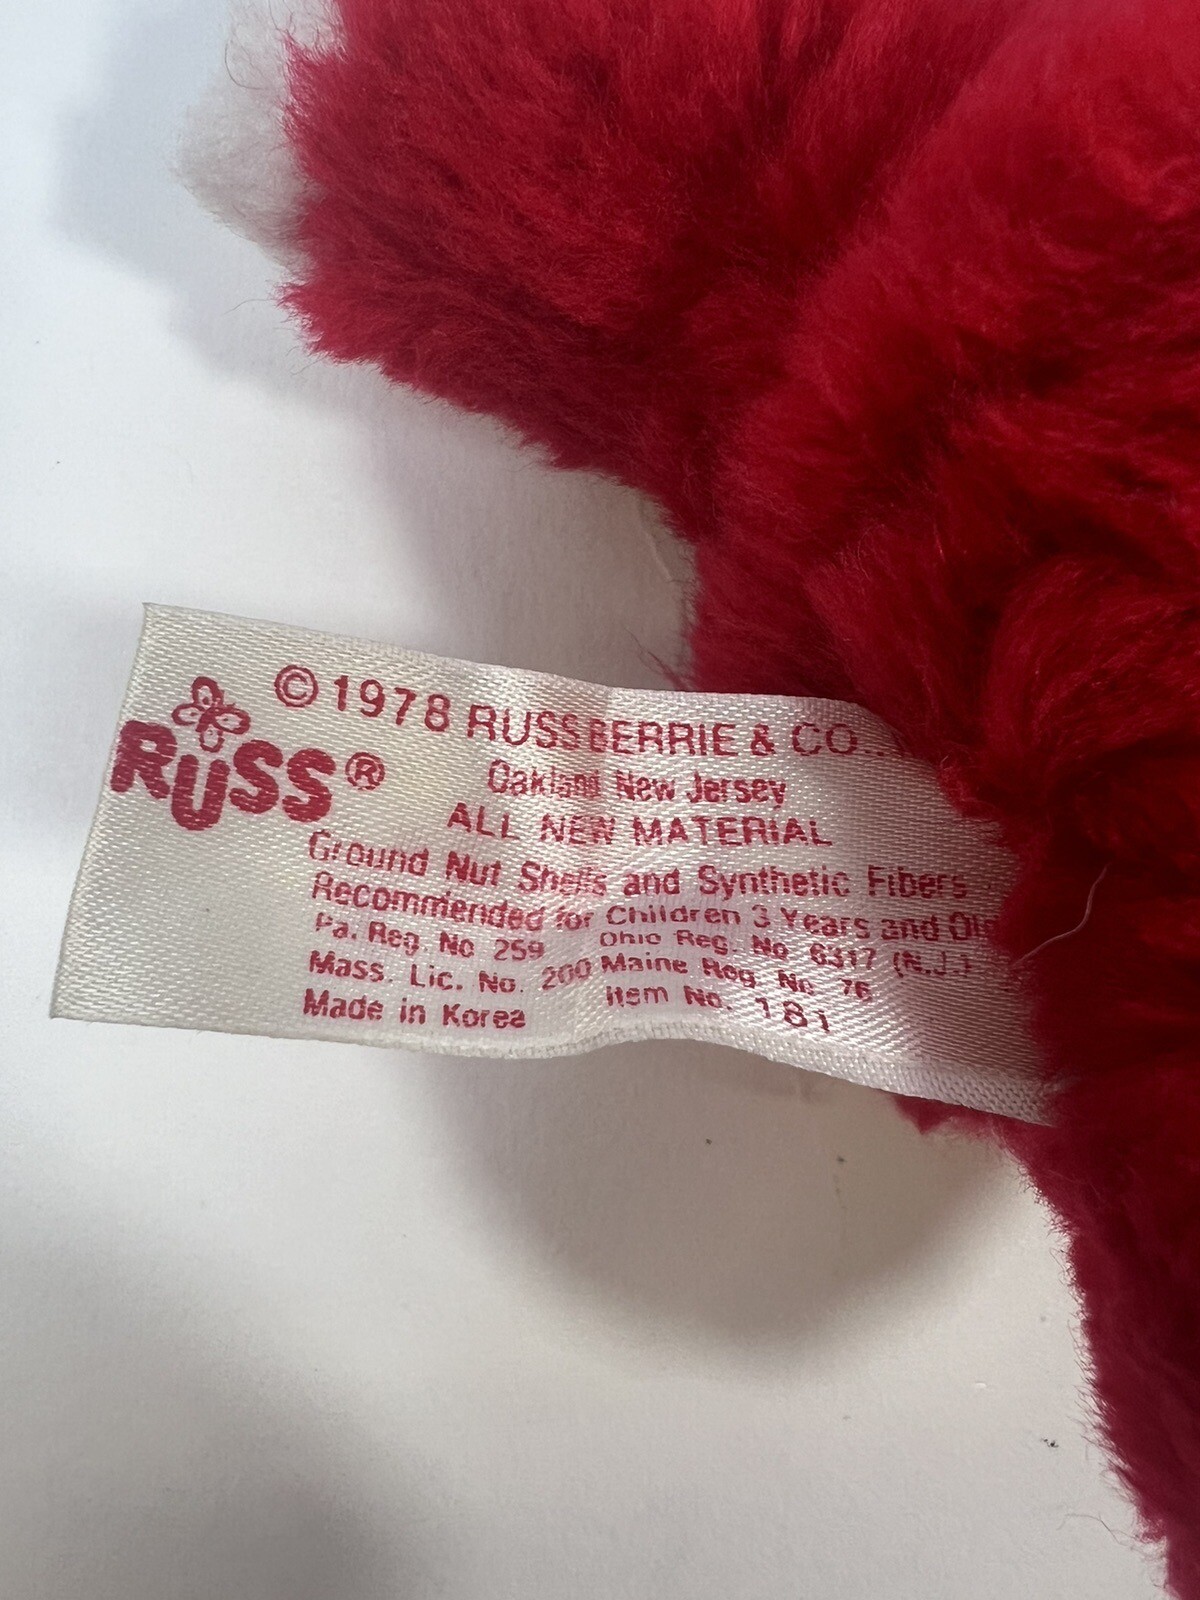 © 1978 RUSS BERRIE & CO.
RUSS®
Oakland New Jersey
ALL NEW MATERIAL
Ground Nut Shells and Synthetic Fibers
Recommended for Children 3 Years and
Pa. Reg. No 259 Ohio Reg. No 6317 (N.J.)
Mass. Lic. No. 200 Maine Reg. No. 76
Made in Korea Item No. 181